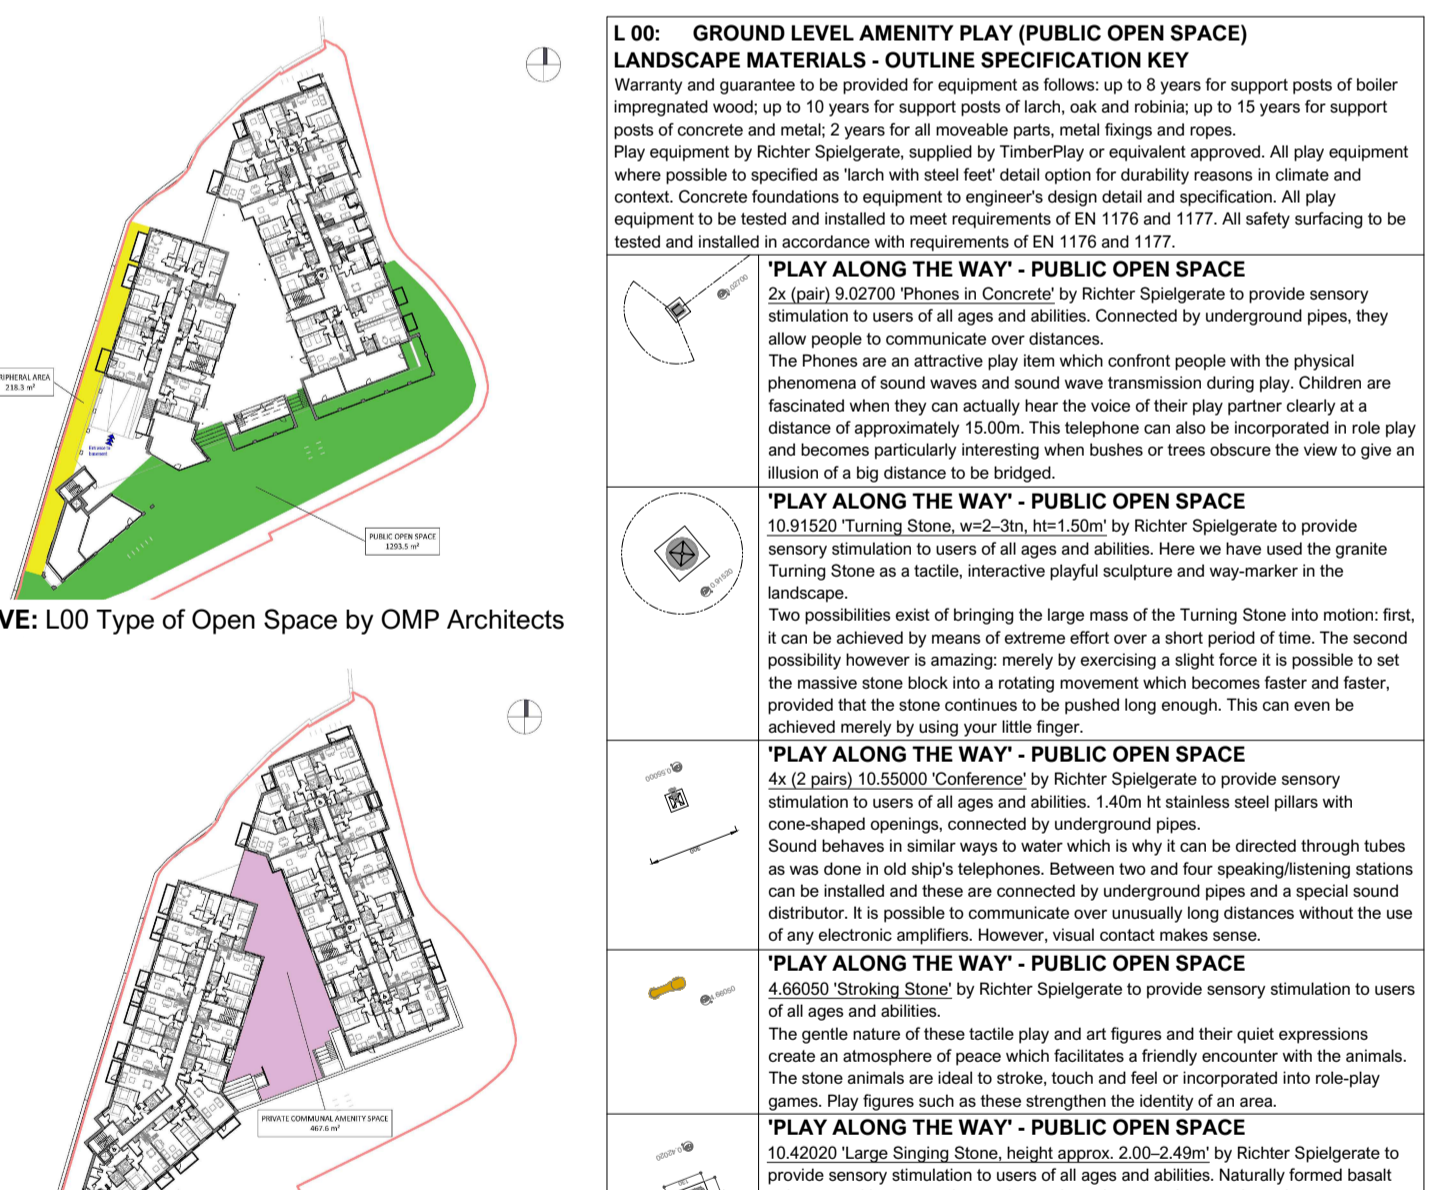 L 00: GROUND LEVEL AMENITY PLAY (PUBLIC OPEN SPACE)
LANDSCAPE MATERIALS - OUTLINE SPECIFICATION KEY
Warranty and guarantee to be provided for equipment as follows: up to 8 years for support posts of boiler
impregnated wood; up to 10 years for support posts of larch, oak and robinia; up to 15 years for support
posts of concrete and metal; 2 years for all moveable parts, metal fixings and ropes.
Play equipment by Richter Spielgerate, supplied by TimberPlay or equivalent approved. All play equipment
where possible to specified as 'larch with steel feet' detail option for durability reasons in climate and
context. Concrete foundations to equipment to engineer's design detail and specification. All play
equipment to be tested and installed to meet requirements of EN 1176 and 1177. All safety surfacing to be
tested and installed in accordance with requirements of EN 1176 and 1177.
'PLAY ALONG THE WAY' - PUBLIC OPEN SPACE
2x (pair) 9.02700 'Phones in Concrete' by Richter Spielgerate to provide sensory
stimulation to users of all ages and abilities. Connected by underground pipes, they
allow people to communicate over distances.
The Phones are an attractive play item which confront people with the physical
phenomena of sound waves and sound wave transmission during play. Children are
fascinated when they can actually hear the voice of their play partner clearly at a
distance of approximately 15.00m. This telephone can also be incorporated in role play
and becomes particularly interesting when bushes or trees obscure the view to give an
illusion of a big distance to be bridged.
'PLAY ALONG THE WAY' - PUBLIC OPEN SPACE
10.91520 'Turning Stone, w=2–3tn, ht=1.50m' by Richter Spielgerate to provide
sensory stimulation to users of all ages and abilities. Here we have used the granite
Turning Stone as a tactile, interactive playful sculpture and way-marker in the
landscape.
Two possibilities exist of bringing the large mass of the Turning Stone into motion: first,
it can be achieved by means of extreme effort over a short period of time. The second
possibility however is amazing: merely by exercising a slight force it is possible to set
the massive stone block into a rotating movement which becomes faster and faster,
provided that the stone continues to be pushed long enough. This can even be
achieved merely by using your little finger.
'PLAY ALONG THE WAY' - PUBLIC OPEN SPACE
4x (2 pairs) 10.55000 'Conference' by Richter Spielgerate to provide sensory
stimulation to users of all ages and abilities. 1.40m ht stainless steel pillars with
cone-shaped openings, connected by underground pipes.
Sound behaves in similar ways to water which is why it can be directed through tubes
as was done in old ship's telephones. Between two and four speaking/listening stations
can be installed and these are connected by underground pipes and a special sound
distributor. It is possible to communicate over unusually long distances without the use
of any electronic amplifiers. However, visual contact makes sense.
'PLAY ALONG THE WAY' - PUBLIC OPEN SPACE
4.66050 'Stroking Stone' by Richter Spielgerate to provide sensory stimulation to users
of all ages and abilities.
The gentle nature of these tactile play and art figures and their quiet expressions
create an atmosphere of peace which facilitates a friendly encounter with the animals.
The stone animals are ideal to stroke, touch and feel or incorporated into role-play
games. Play figures such as these strengthen the identity of an area.
'PLAY ALONG THE WAY' - PUBLIC OPEN SPACE
10.42020 'Large Singing Stone, height approx. 2.00–2.49m' by Richter Spielgerate to
provide sensory stimulation to users of all ages and abilities. Naturally formed basalt
IPHERAL AREA
218.3 m²
Entrance to
basement
PUBLIC OPEN SPACE
1293.5 m²
VE: L00 Type of Open Space by OMP Architects
PRIVATE COMMUNAL AMENITY SPACE
467.6 m²